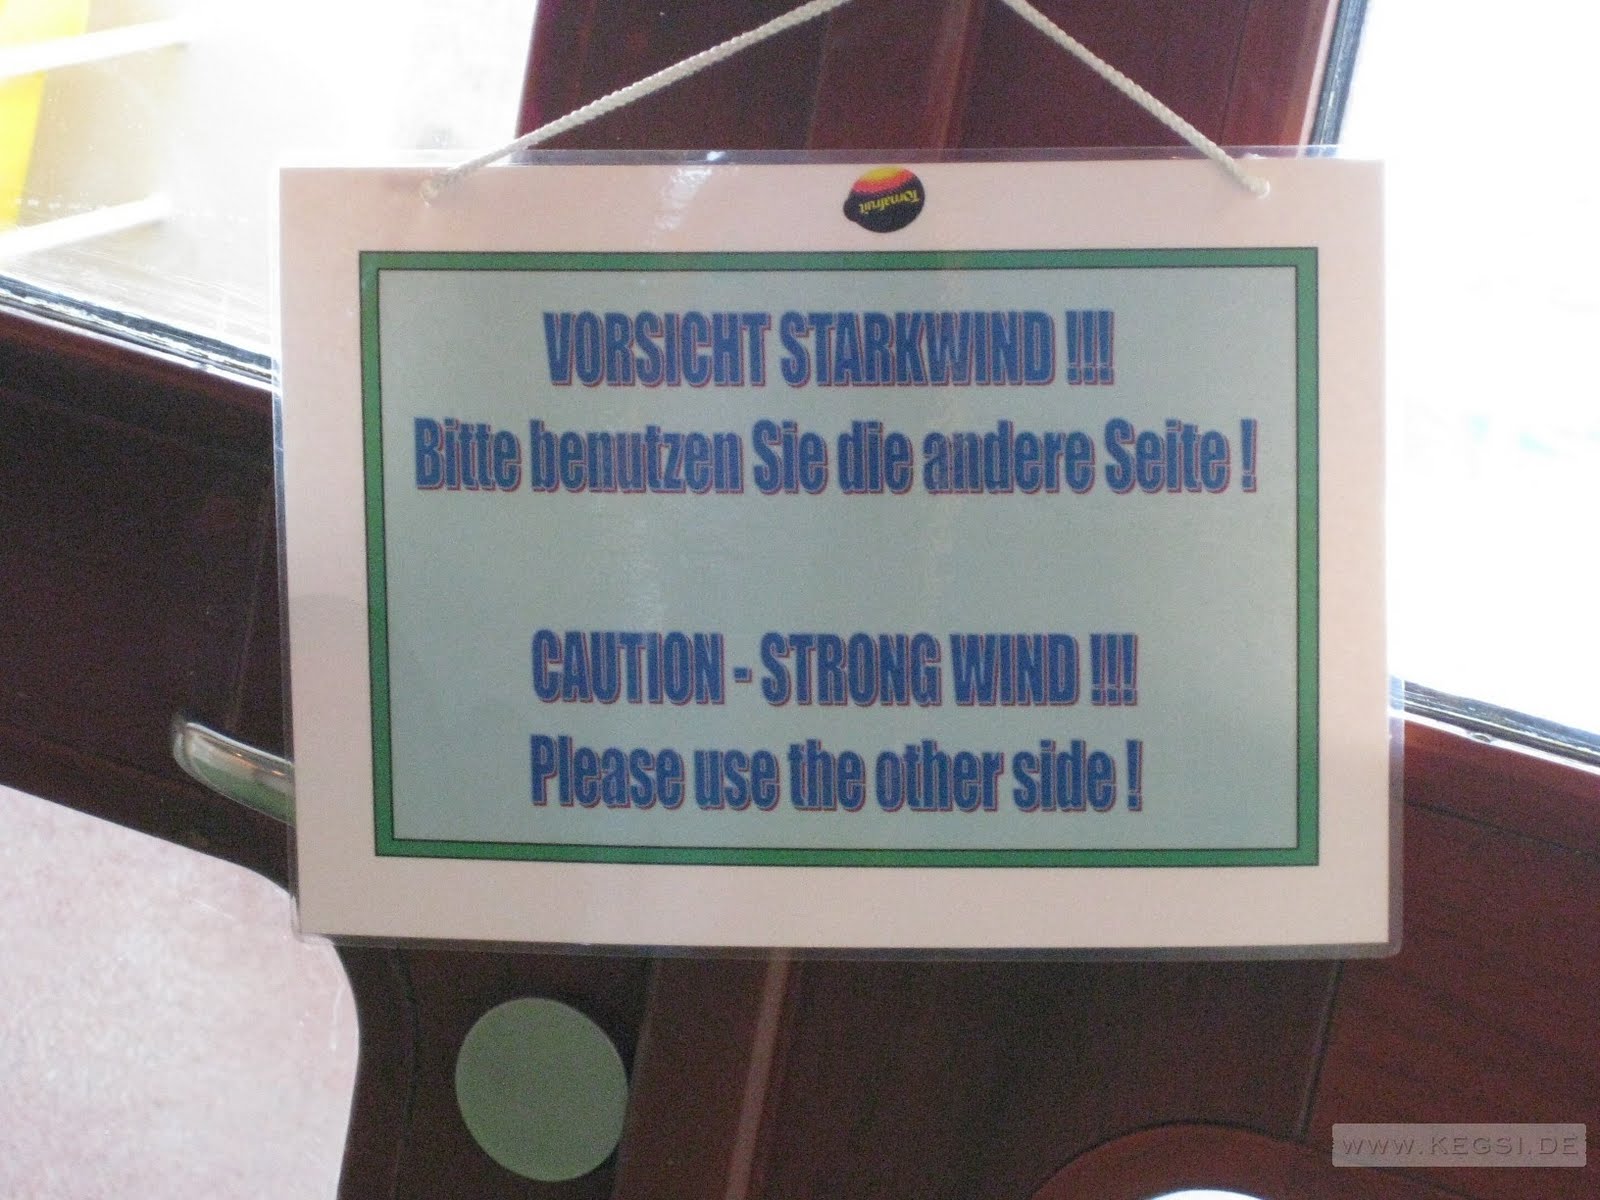 Tornafruit
VORSICHT STARKWIND !!!
Bitte benutzen Sie die andere Seite !
CAUTION - STRONG WIND !!!
Please use the other side !
WWW.KEGSI.DE